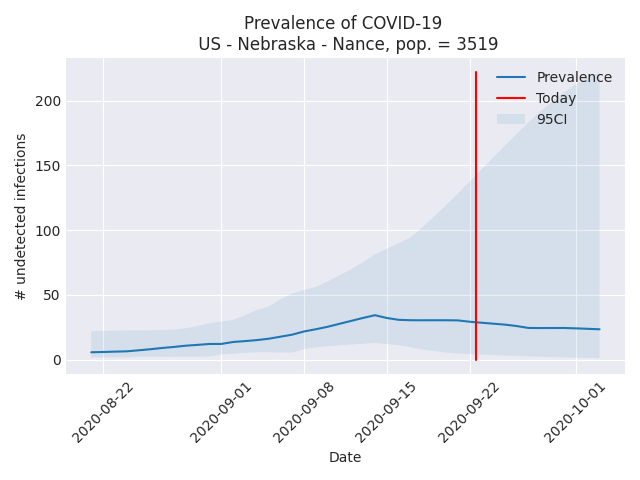 Prevalence of COVID-19
US - Nebraska - Nance, pop. = 3519
Prevalence
Today
95CI
# undetected infections
200
150
100
50
0
2020-08-22
2020-09-01
2020-09-08
2020-09-15
2020-09-22
2020-10-01
Date